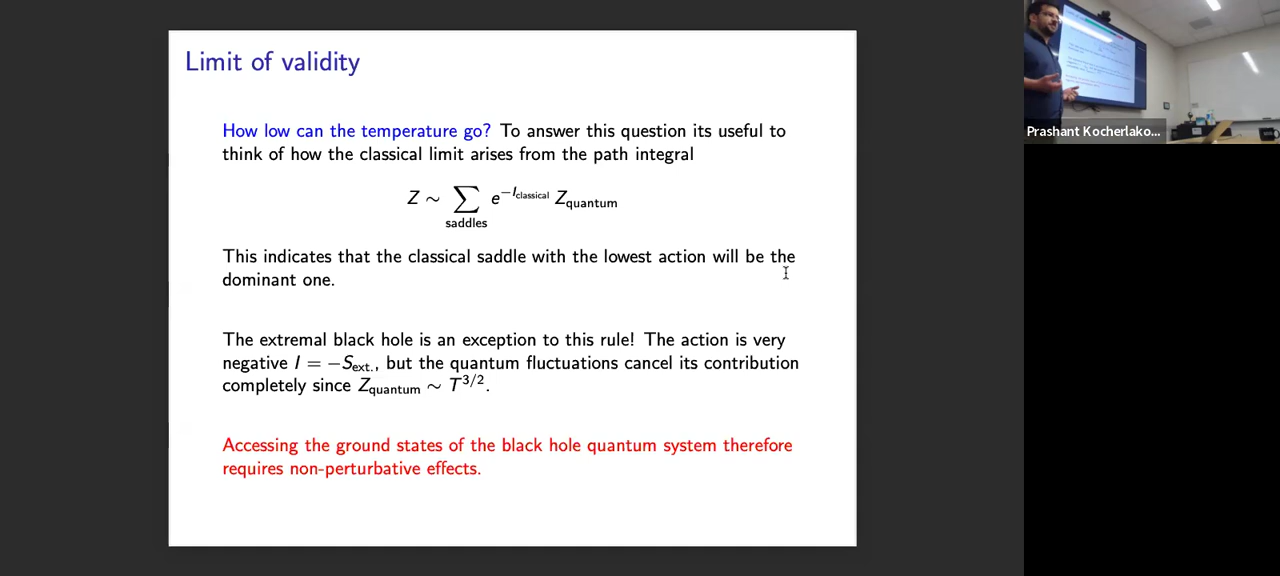 Limit of validity
How low can the temperature go? To answer this question its useful to
think of how the classical limit arises from the path integral
Z ∼ ∑ e^{−I_classical} Z_quantum
saddles
This indicates that the classical saddle with the lowest action will be the
dominant one.
The extremal black hole is an exception to this rule! The action is very
negative I = −S_ext., but the quantum fluctuations cancel its contribution
completely since Z_quantum ∼ T^{3/2}.
Accessing the ground states of the black hole quantum system therefore
requires non-perturbative effects.
Prashant Kocherlako...